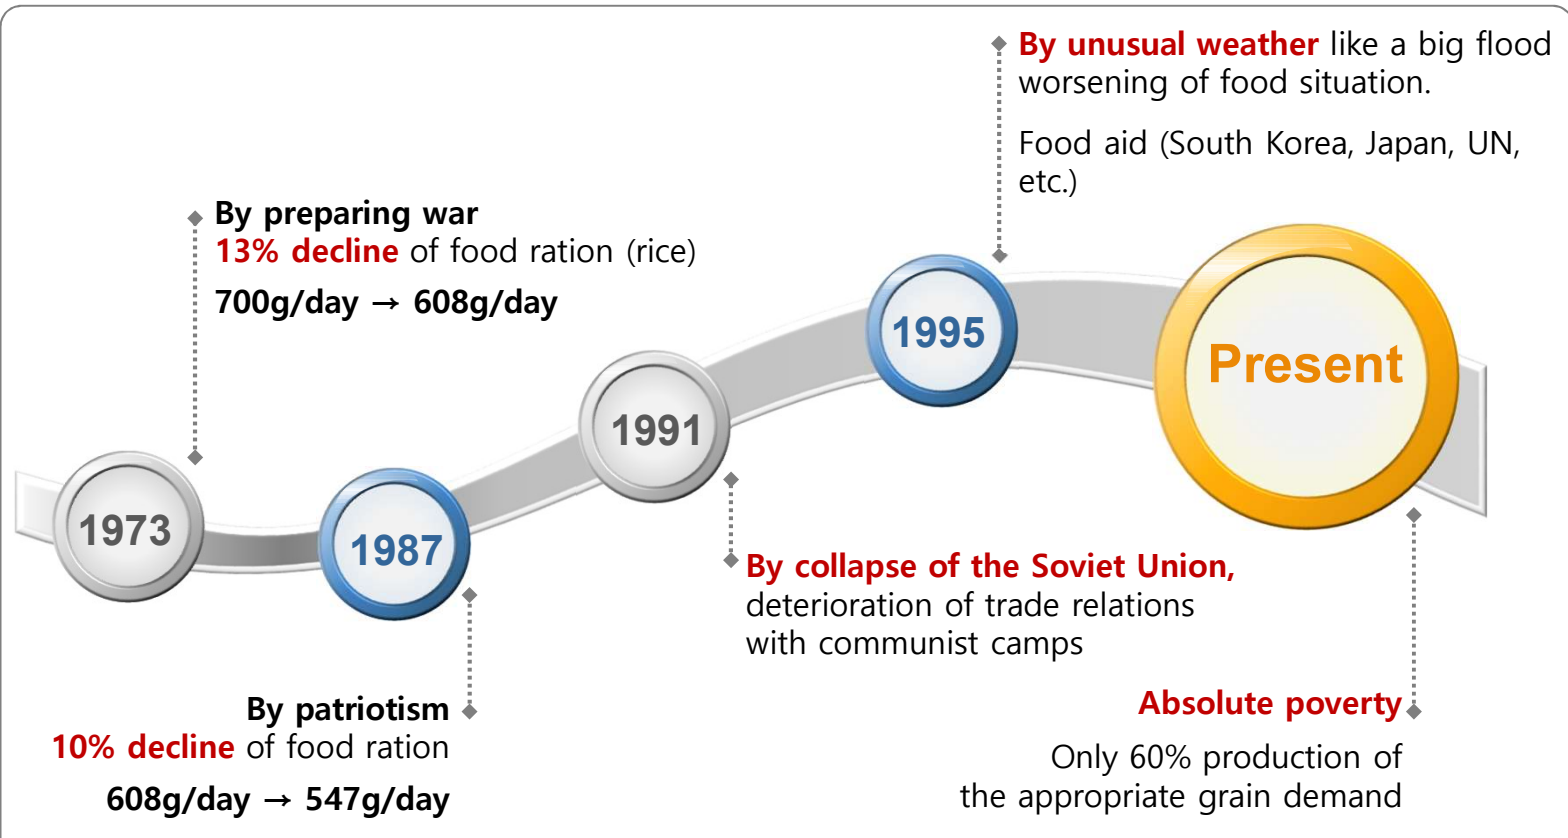 By unusual weather like a big flood
worsening of food situation.
Food aid (South Korea, Japan, UN,
etc.)
By preparing war
13% decline of food ration (rice)
700g/day → 608g/day
1995
Present
1991
1973
1987
By collapse of the Soviet Union,
deterioration of trade relations
with communist camps
By patriotism
10% decline of food ration
608g/day → 547g/day
Absolute poverty
Only 60% production of
the appropriate grain demand